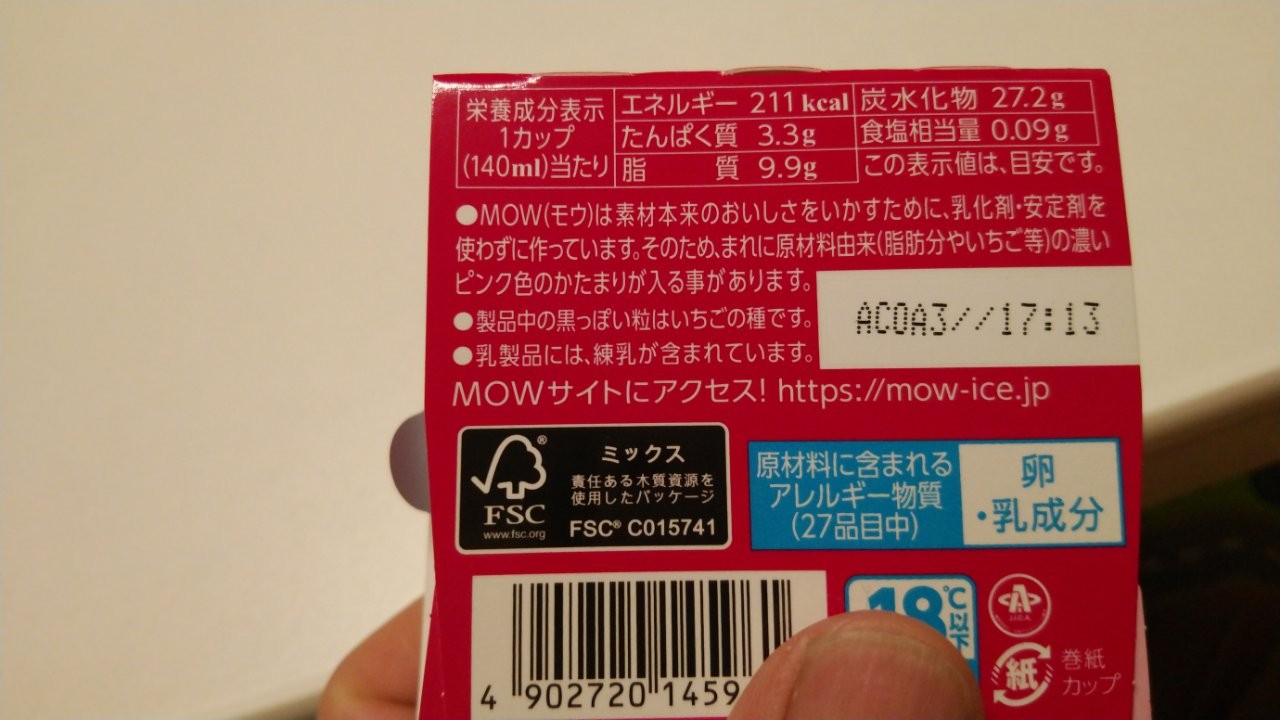 栄養成分表示
1カップ
(140ml)当たり
エネルギー 211kcal
炭水化物 27.2g
たんぱく質 3.3g
食塩相当量 0.09g
脂 質 9.9g
この表示値は、目安です。
●MOW(モウ)は素材本来のおいしさをいかすために、乳化剤・安定剤を
使わずに作っています。そのため、まれに原材料由来(脂肪分やいちご等)の濃い
ピンク色のかたまりが入る事があります。
●製品中の黒っぽい粒はいちごの種です。
●乳製品には、練乳が含まれています。
ACOA3//17:13
MOWサイトにアクセス! https://mow-ice.jp
FSC®
www.fsc.org
ミックス
責任ある木質資源を
使用したパッケージ
FSC® C015741
原材料に含まれる
アレルギー物質
(27品目中)
卵
・乳成分
4 902720 1459
18℃以下
A
紙
巻紙
カップ